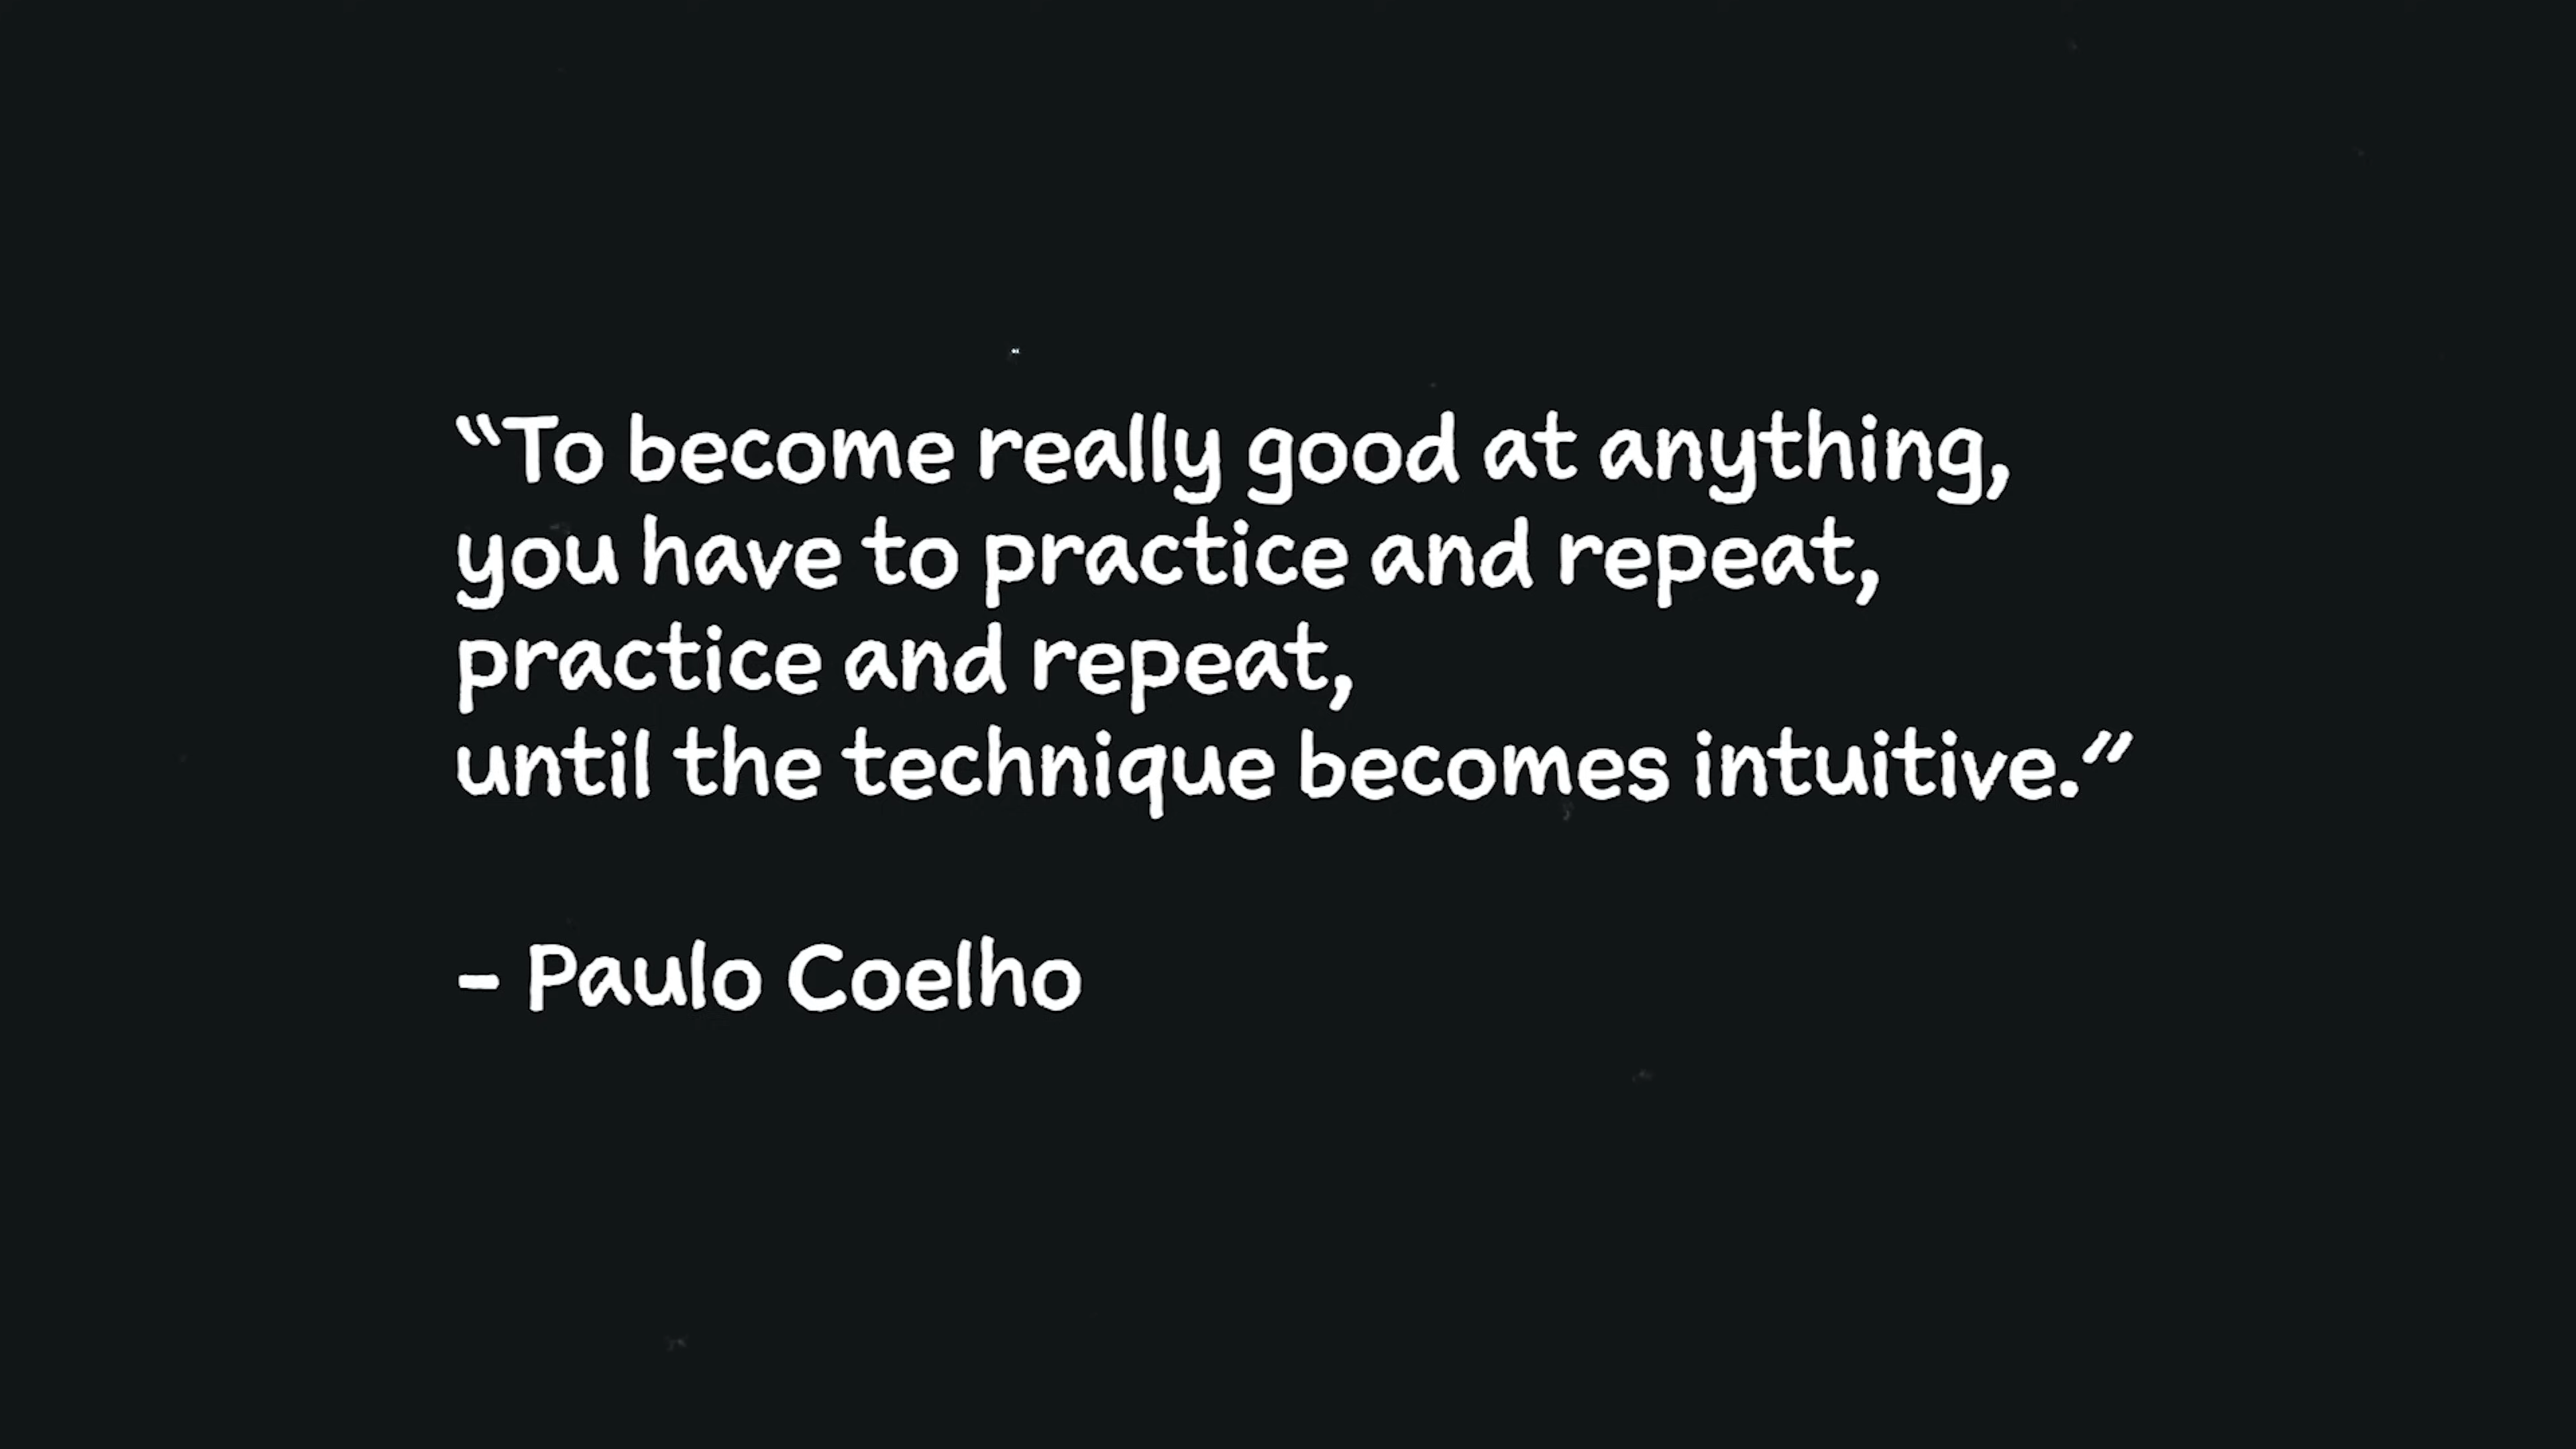 “To become really good at anything,
you have to practice and repeat,
practice and repeat,
until the technique becomes intuitive.”
– Paulo Coelho